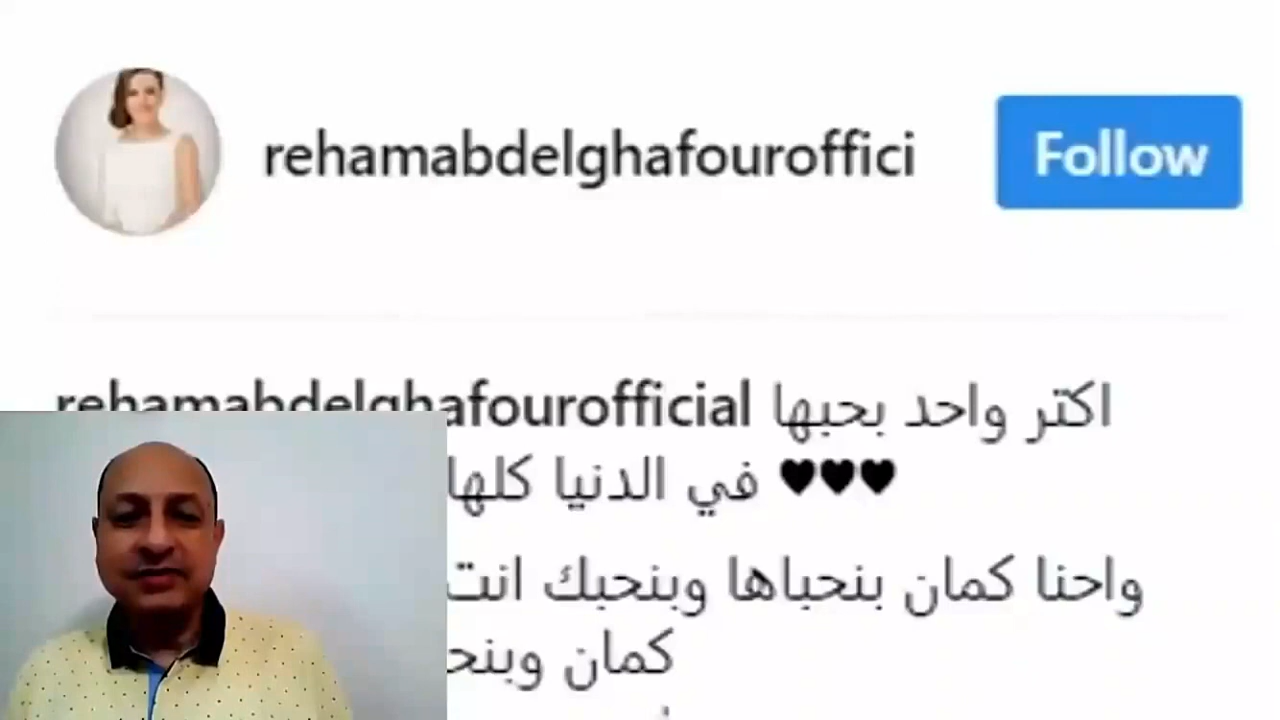 rehamabdelghafouroffici
Follow
rehamabdelghafourofficial اكتر واحد بحبها
في الدنيا كلها ♥♥♥
واحنا كمان بنحباها وبنحبك انت
كمان